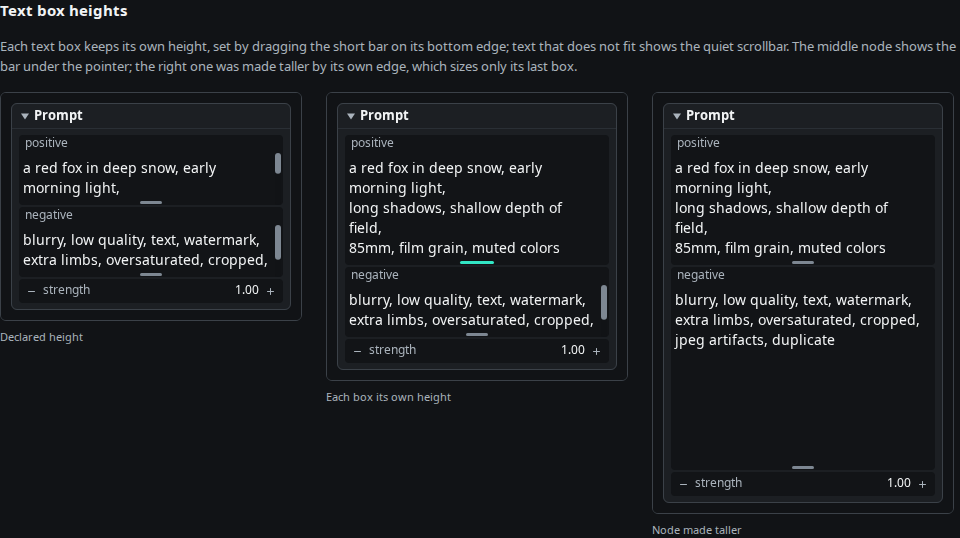 Text box heights
Each text box keeps its own height, set by dragging the short bar on its bottom edge; text that does not fit shows the quiet scrollbar. The middle node shows the
bar under the pointer; the right one was made taller by its own edge, which sizes only its last box.
Prompt
positive
a red fox in deep snow, early
morning light,
negative
blurry, low quality, text, watermark,
extra limbs, oversaturated, cropped,
− strength 1.00 +
Declared height
Prompt
positive
a red fox in deep snow, early
morning light,
long shadows, shallow depth of
field,
85mm, film grain, muted colors
negative
blurry, low quality, text, watermark,
extra limbs, oversaturated, cropped,
− strength 1.00 +
Each box its own height
Prompt
positive
a red fox in deep snow, early
morning light,
long shadows, shallow depth of
field,
85mm, film grain, muted colors
negative
blurry, low quality, text, watermark,
extra limbs, oversaturated, cropped,
jpeg artifacts, duplicate
− strength 1.00 +
Node made taller